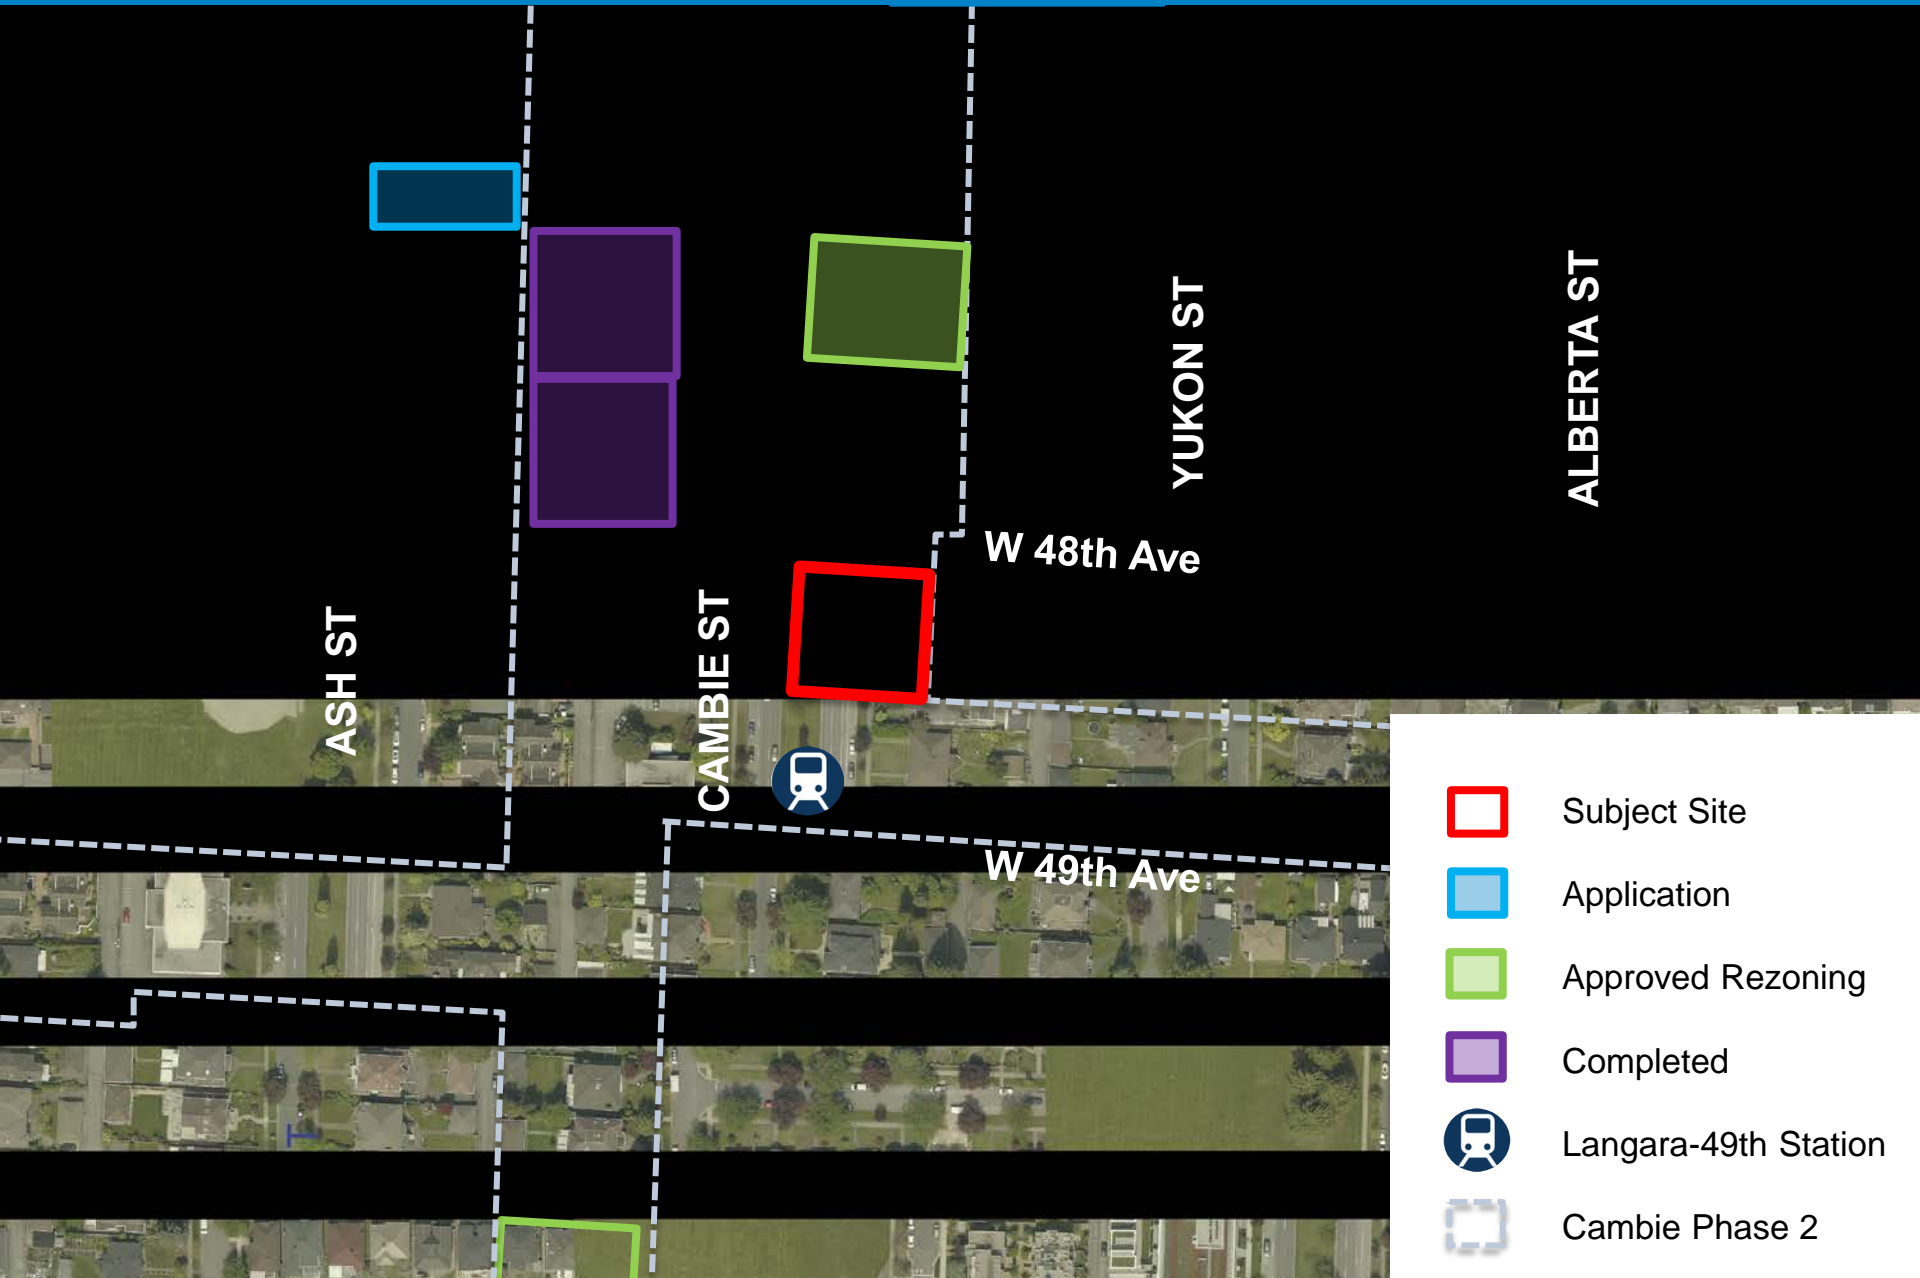 YUKON ST
ALBERTA ST
W 48th Ave
ASH ST
CAMBIE ST
W 49th Ave
Subject Site
Application
Approved Rezoning
Completed
Langara-49th Station
Cambie Phase 2